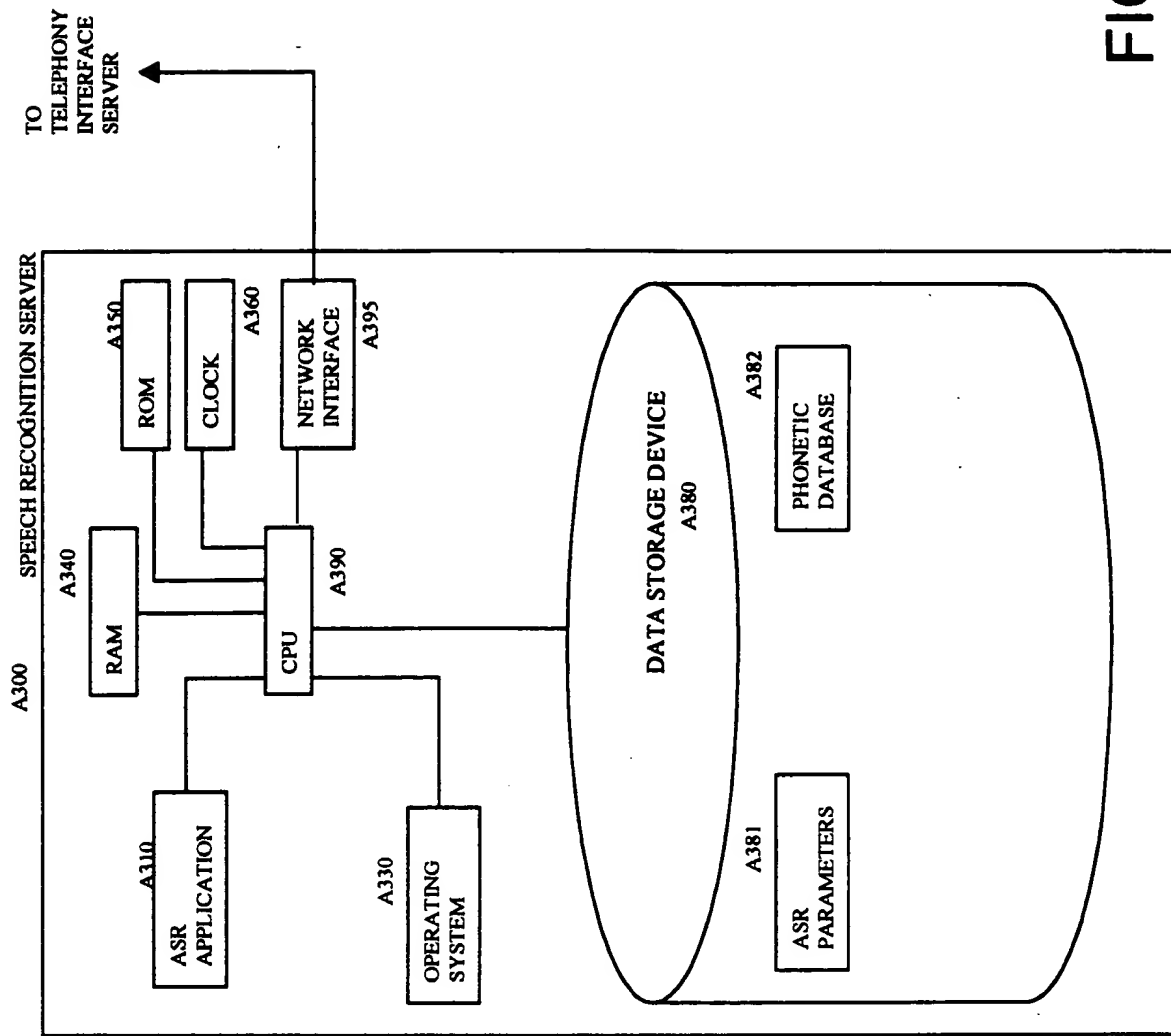 A300
SPEECH RECOGNITION SERVER
TO
TELEPHONY
INTERFACE
SERVER
A310
ASR
APPLICATION
A340
RAM
A350
ROM
A360
CLOCK
CPU
A390
NETWORK
INTERFACE
A395
A330
OPERATING
SYSTEM
DATA STORAGE DEVICE
A380
A381
ASR
PARAMETERS
A382
PHONETIC
DATABASE